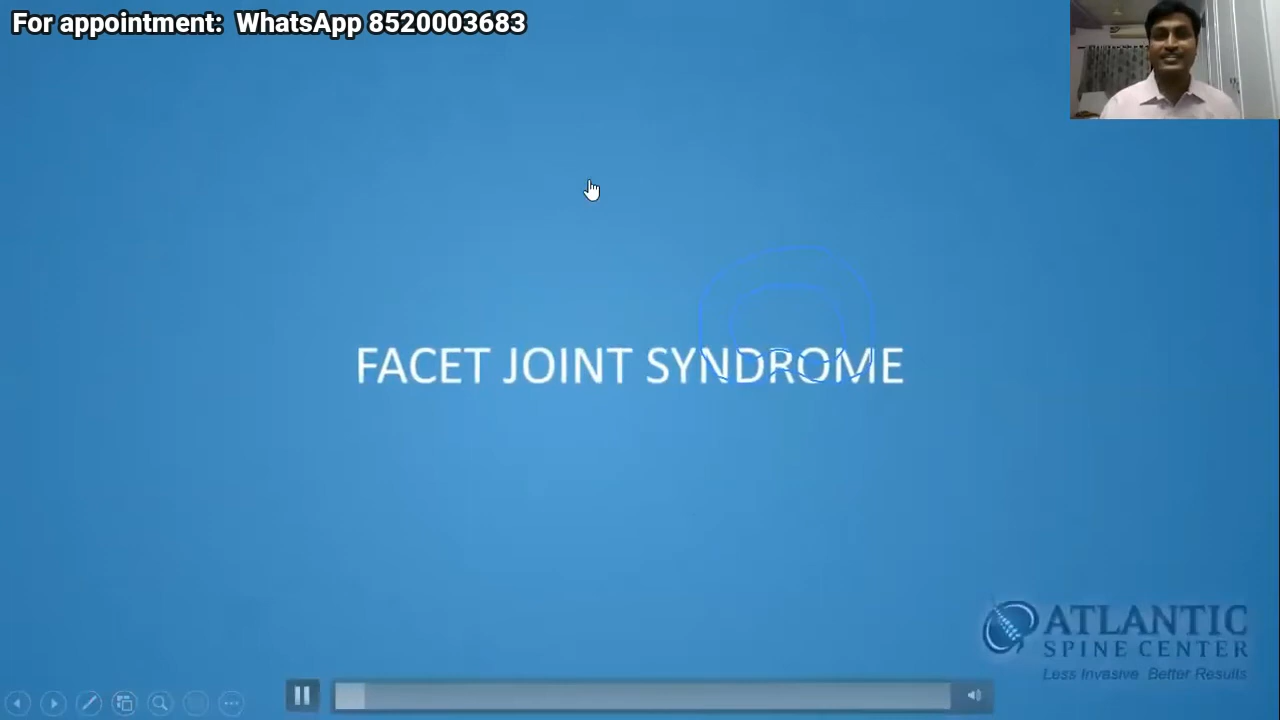 For appointment: WhatsApp 8520003683
FACET JOINT SYNDROME
ATLANTIC
SPINE CENTER
Less Invasive Better Results